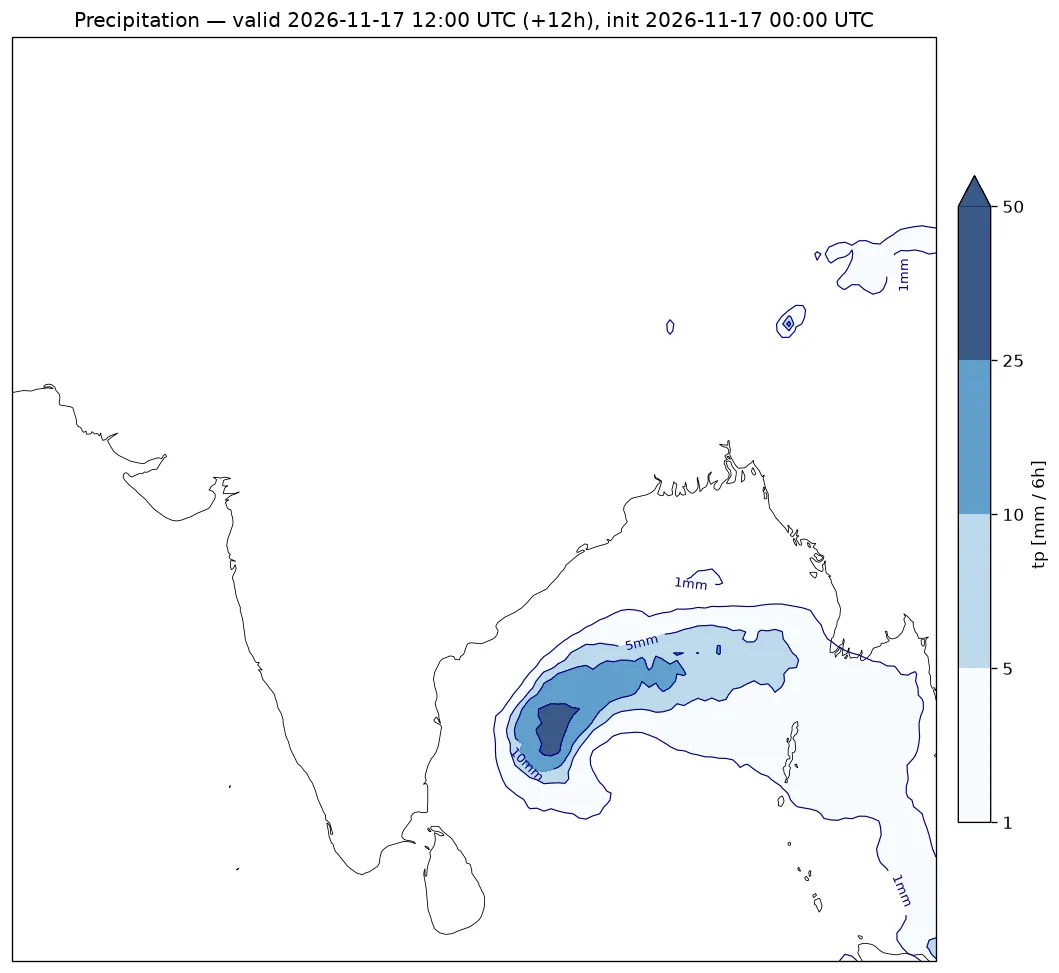 Precipitation — valid 2026-11-17 12:00 UTC (+12h), init 2026-11-17 00:00 UTC
50
1mm
25
tp [mm / 6h]
10
1mm
5mm
5
10mm
1
1mm